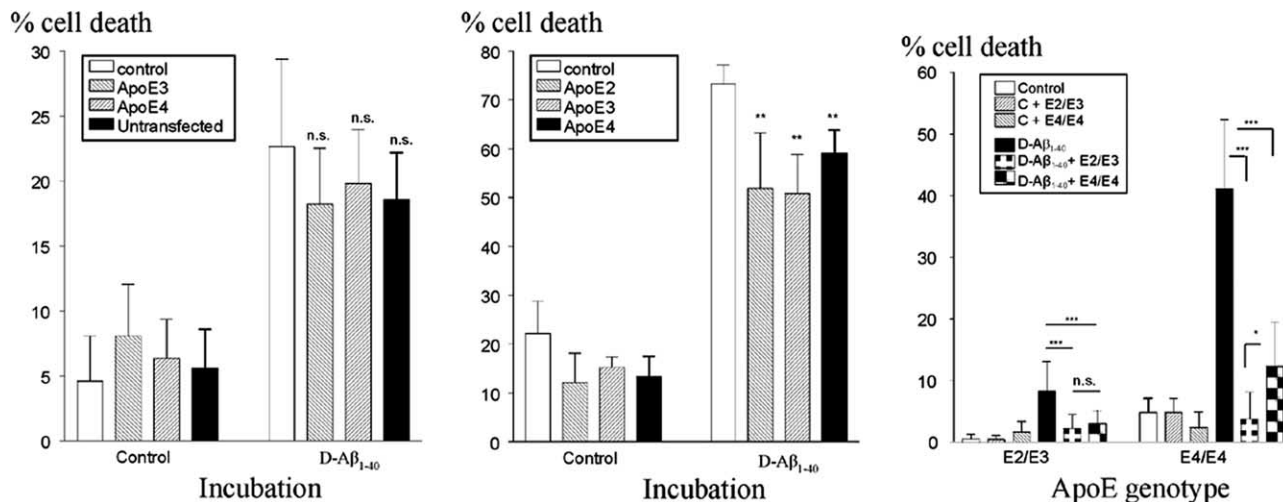 % cell death
30
25
20
15
10
5
0
control
ApoE3
ApoE4
Untransfected
n.s.
n.s.
n.s.
Control
D-Aβ1-40
Incubation
% cell death
80
70
60
50
40
30
20
10
0
control
ApoE2
ApoE3
ApoE4
**
**
**
Control
D-Aβ1-40
Incubation
% cell death
60
50
40
30
20
10
0
Control
C + E2/E3
C + E4/E4
D-Aβ1-40
D-Aβ1-40+ E2/E3
D-Aβ1-40+ E4/E4
***
***
***
***
n.s.
*
E2/E3
E4/E4
ApoE genotype